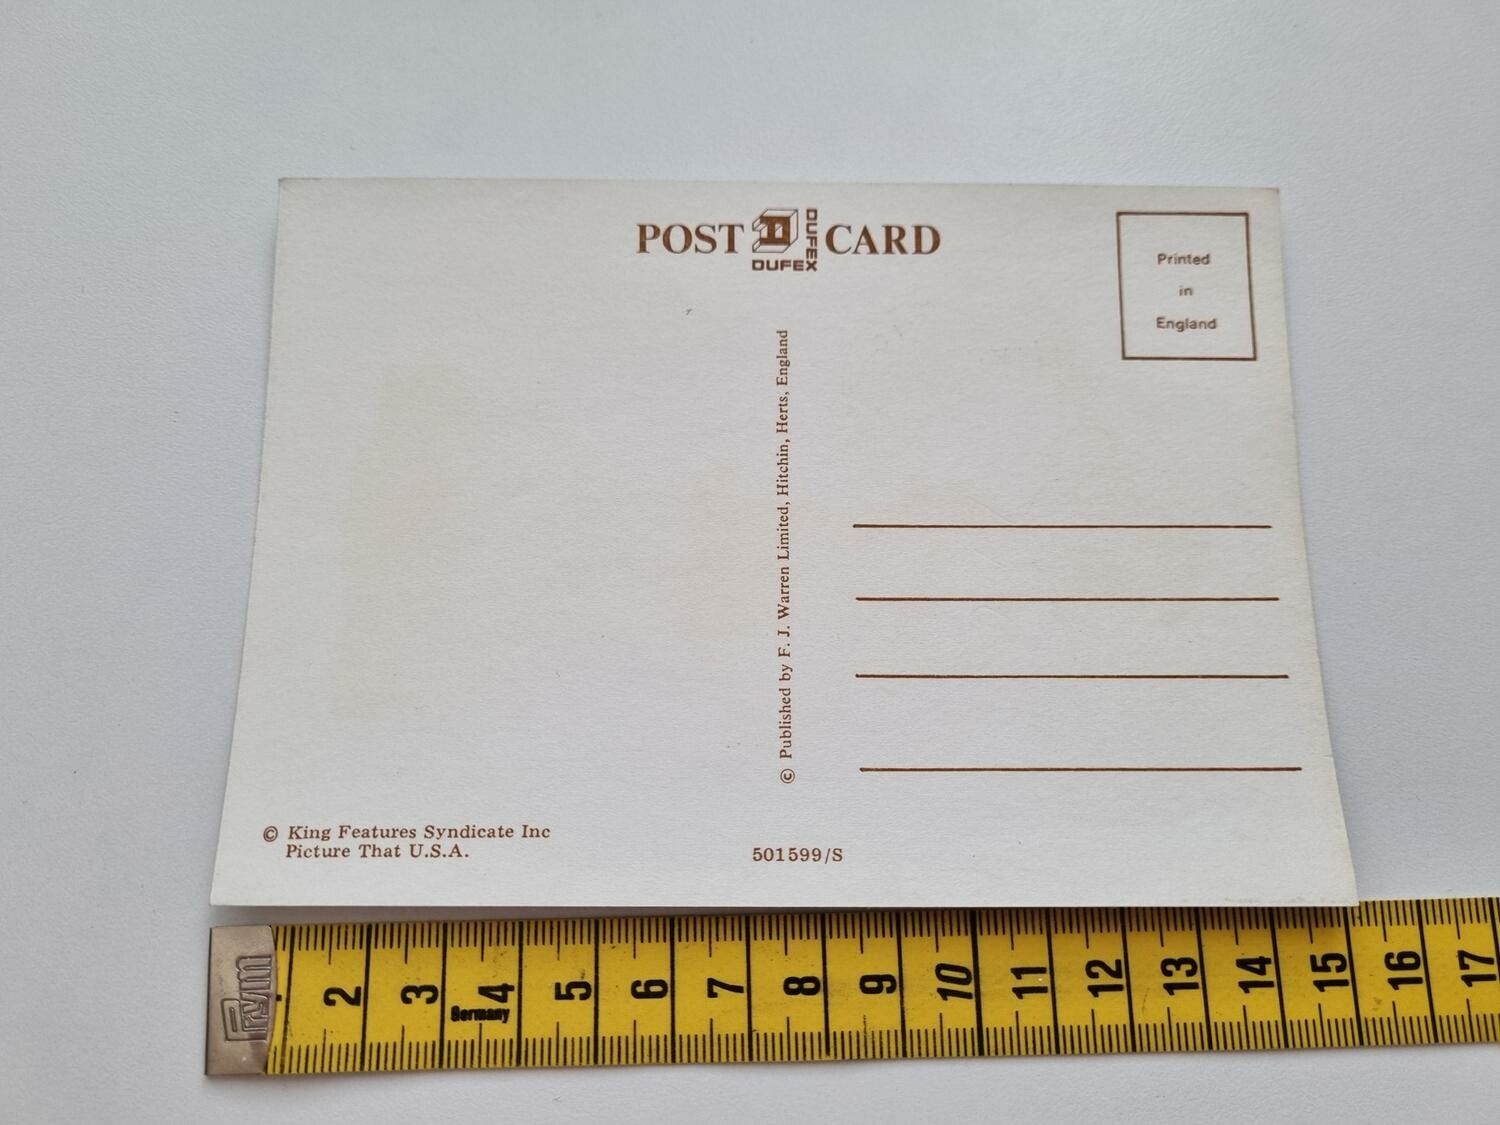 POST DUFEX DUFEX CARD
Printed
in
England
© Published by F. J. Warren Limited, Hitchin, Herts, England
© King Features Syndicate Inc
Picture That U.S.A.
501599/S
Prym
2 3 4 5 6 7 8 9 10 11 12 13 14 15 16 17
Germany